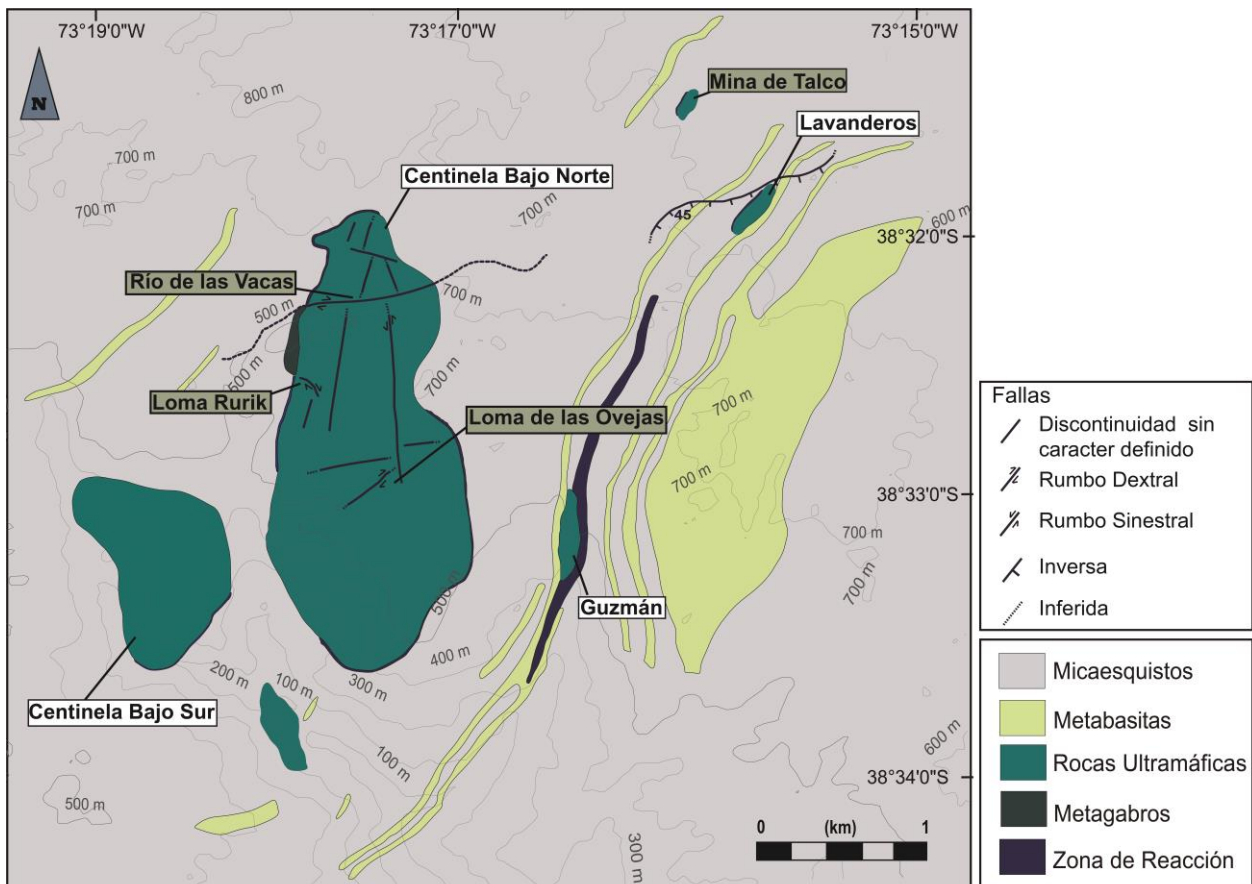 73°19'0"W
73°17'0"W
73°15'0"W
N
800 m
Mina de Talco
Lavanderos
700 m
700 m
Centinela Bajo Norte
700 m
45
600 m
38°32'0"S
Río de las Vacas
500 m
700 m
500 m
700 m
Loma Rurik
Loma de las Ovejas
700 m
700 m
38°33'0"S
700 m
500 m
700 m
Guzmán
400 m
300 m
200 m
100 m
Centinela Bajo Sur
100 m
600 m
38°34'0"S
500 m
300 m
0 (km) 1
Fallas
Discontinuidad sin
caracter definido
Rumbo Dextral
Rumbo Sinestral
Inversa
Inferida
Micaesquistos
Metabasitas
Rocas Ultramáficas
Metagabros
Zona de Reacción